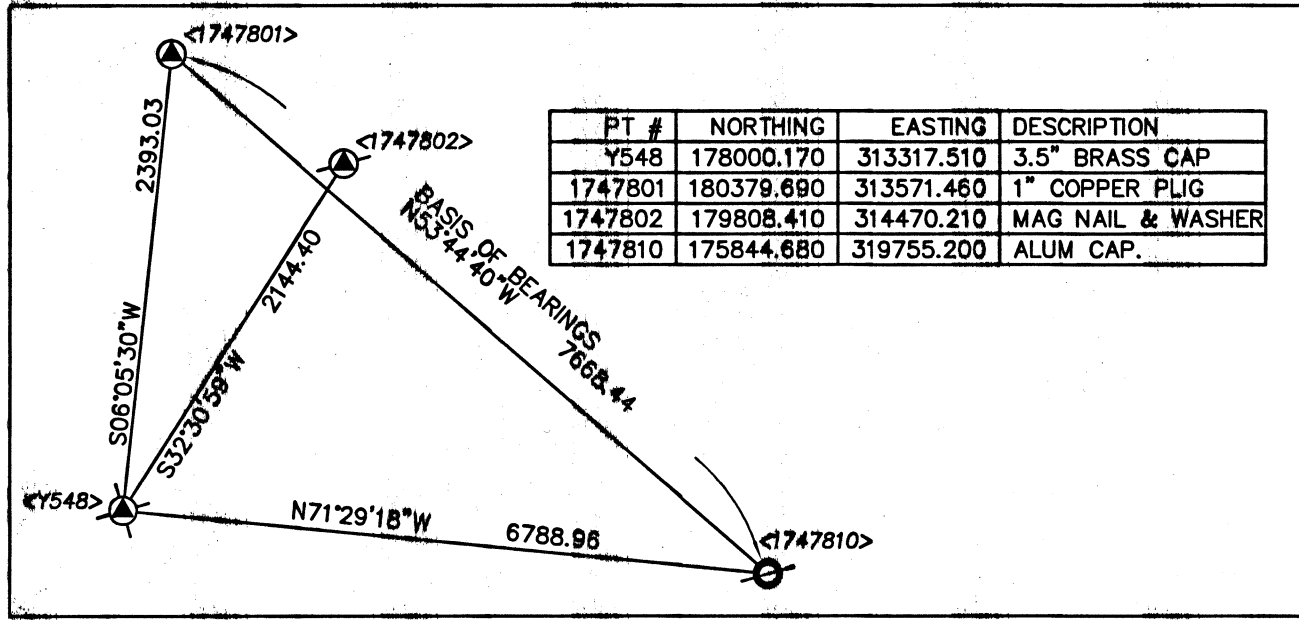 <1747801>
<1747802>
2393.03
S06°05'30"W
2144.40
S32°30'59"W
BASIS OF BEARINGS
N53°44'40"W
7668.44
<Y548>
N71°29'18"W
6788.96
<1747810>
PT # NORTHING EASTING DESCRIPTION
Y548 178000.170 313317.510 3.5" BRASS CAP
1747801 180379.690 313571.460 1" COPPER PLIG
1747802 179808.410 314470.210 MAG NAIL & WASHER
1747810 175844.680 319755.200 ALUM CAP.